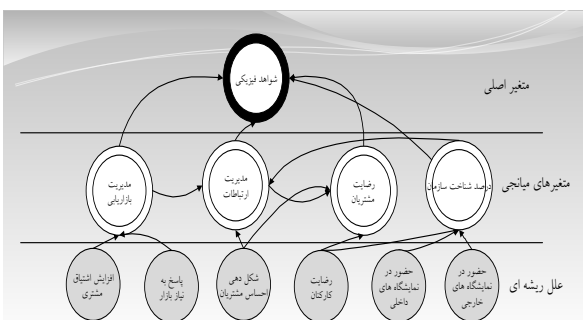 شواهد فیزیکی
متغیر اصلی
مدیریت
بازاریابی
مدیریت
ارتباطات
رضایت
مشتریان
درصد شناخت سازمان
متغیرهای میانجی
افزایش اشتیاق
مشتری
پاسخ به
نیاز بازار
شکل دهی
احساس مشتریان
رضایت
کارکنان
حضور در
نمایشگاه های
داخلی
حضور در
نمایشگاه های
خارجی
علل ریشه ای